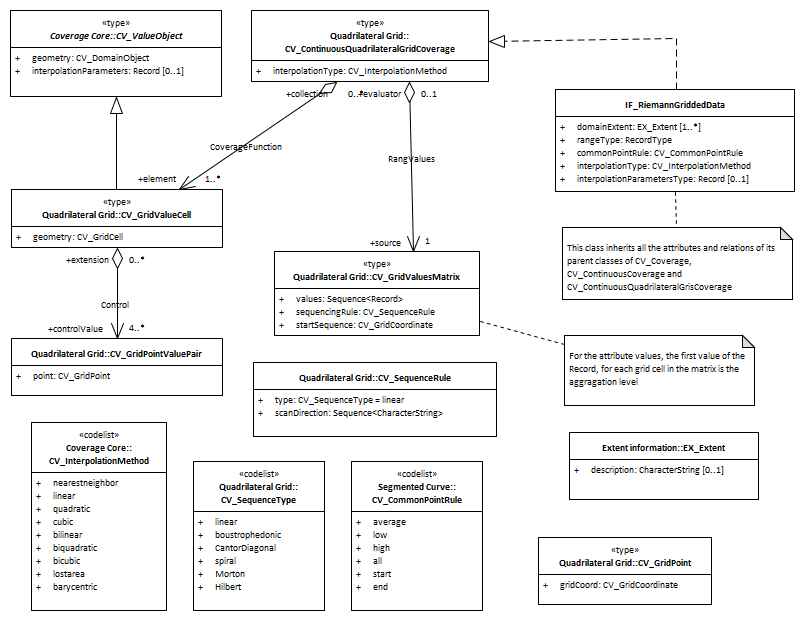 «type»
Coverage Core::CV_ValueObject
+ geometry: CV_DomainObject
+ interpolationParameters: Record [0..1]
«type»
Quadrilateral Grid::
CV_ContinuousQuadrilateralGridCoverage
+ interpolationType: CV_InterpolationMethod
+collection
0..*
+evaluator
0..1
CoverageFunction
RangValues
+element
1..*
+source
1
IF_RiemannGriddedData
+ domainExtent: EX_Extent [1..*]
+ rangeType: RecordType
+ commonPointRule: CV_CommonPointRule
+ interpolationType: CV_InterpolationMethod
+ interpolationParametersType: Record [0..1]
This class inherits all the attributes and relations of its
parent classes of CV_Coverage,
CV_ContinuousCoverage and
CV_ContinuousQuadrilateralGrisCoverage
«type»
Quadrilateral Grid::CV_GridValueCell
+ geometry: CV_GridCell
+extension
0..*
Control
+controlValue
4..*
«type»
Quadrilateral Grid::CV_GridValuesMatrix
+ values: Sequence<Record>
+ sequencingRule: CV_SequenceRule
+ startSequence: CV_GridCoordinate
For the attribute values, the first value of the
Record, for each grid cell in the matrix is the
aggragation level
Quadrilateral Grid::CV_GridPointValuePair
+ point: CV_GridPoint
Quadrilateral Grid::CV_SequenceRule
+ type: CV_SequenceType = linear
+ scanDirection: Sequence<CharacterString>
«codelist»
Coverage Core::
CV_InterpolationMethod
+ nearestneighbor
+ linear
+ quadratic
+ cubic
+ bilinear
+ biquadratic
+ bicubic
+ lostarea
+ barycentric
«codelist»
Quadrilateral Grid::
CV_SequenceType
+ linear
+ boustrophedonic
+ CantorDiagonal
+ spiral
+ Morton
+ Hilbert
«codelist»
Segmented Curve::
CV_CommonPointRule
+ average
+ low
+ high
+ all
+ start
+ end
Extent information::EX_Extent
+ description: CharacterString [0..1]
«type»
Quadrilateral Grid::CV_GridPoint
+ gridCoord: CV_GridCoordinate